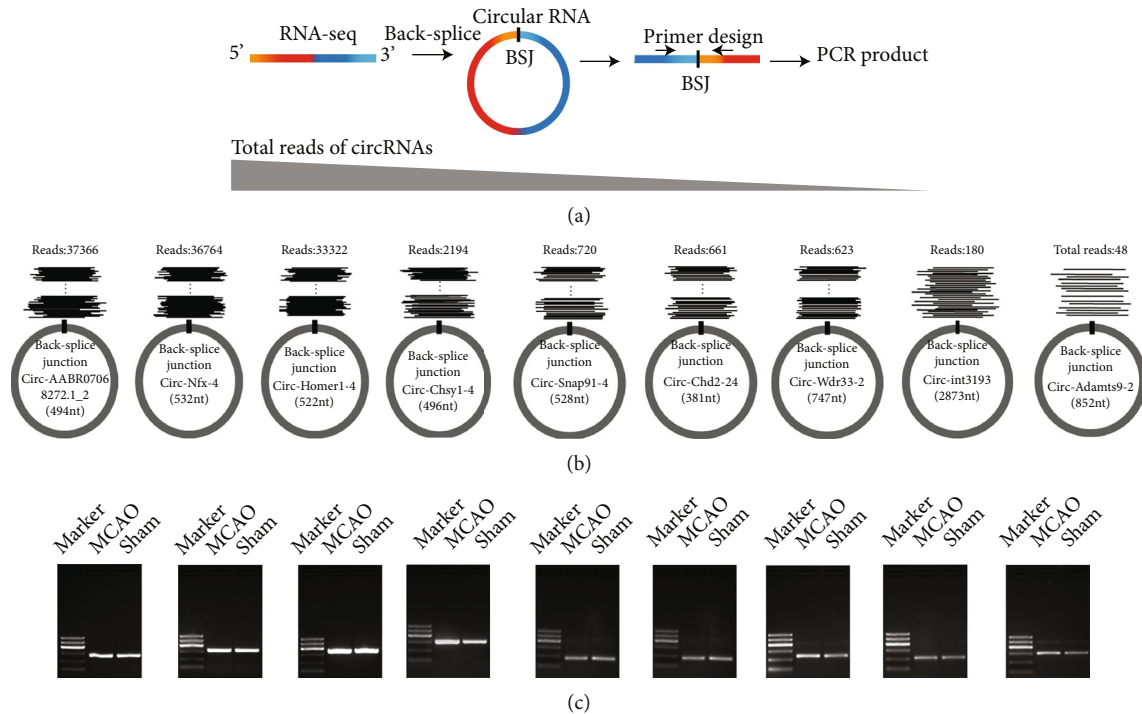 Circular RNA
5' RNA-seq 3' Back-splice BSJ Primer design BSJ PCR product
Total reads of circRNAs
(a)
Reads:37366 Reads:36764 Reads:33322 Reads:2194 Reads:720 Reads:661 Reads:623 Reads:180 Total reads:48
Back-splice
junction
Circ-AABR0706
8272.1_2
(494nt)
Back-splice
junction
Circ-Nfx-4
(532nt)
Back-splice
junction
Circ-Homer1-4
(522nt)
Back-splice
junction
Circ-Chsy1-4
(496nt)
Back-splice
junction
Circ-Snap91-4
(528nt)
Back-splice
junction
Circ-Chd2-24
(381nt)
Back-splice
junction
Circ-Wdr33-2
(747nt)
Back-splice
junction
Circ-int3193
(2873nt)
Back-splice
junction
Circ-Adamts9-2
(852nt)
(b)
Marker MCAO Sham
Marker MCAO Sham
Marker MCAO Sham
Marker MCAO Sham
Marker MCAO Sham
Marker MCAO Sham
Marker MCAO Sham
Marker MCAO Sham
Marker MCAO Sham
(c)